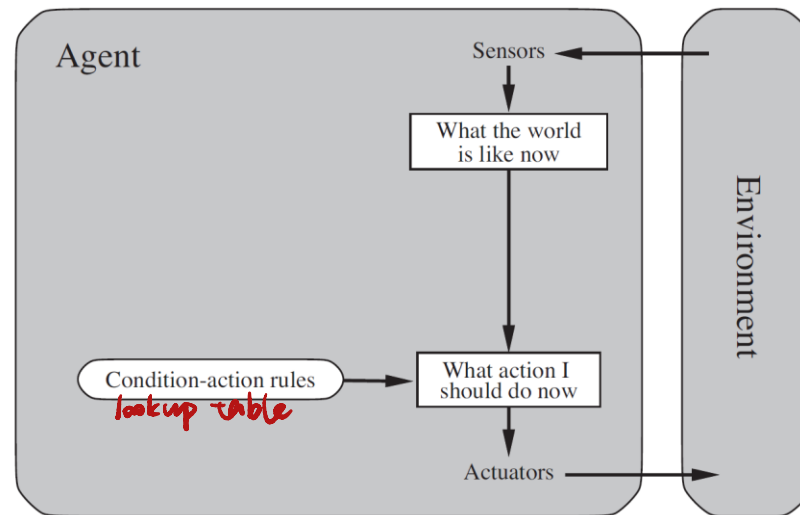 Agent
Sensors
What the world
is like now
Environment
Condition-action rules
lookup table
What action I
should do now
Actuators